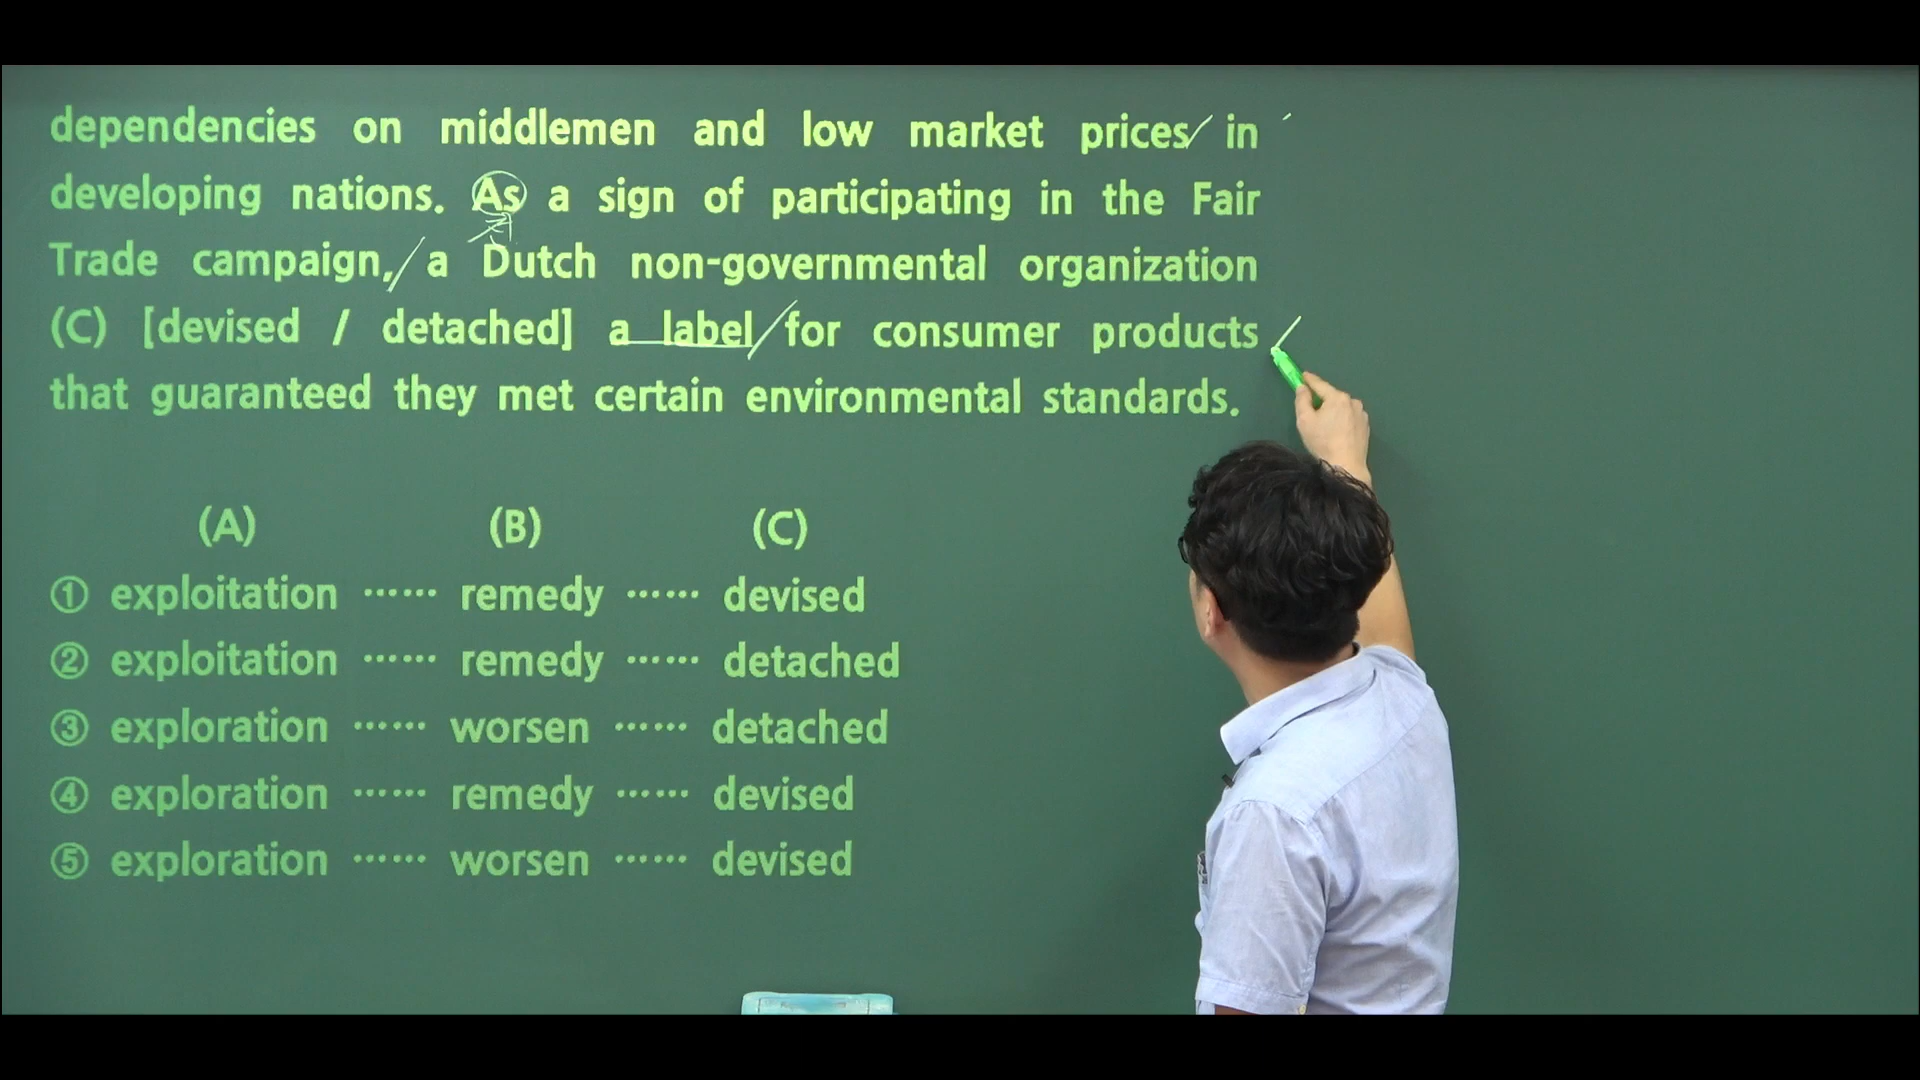 dependencies on middlemen and low market prices in
developing nations. As a sign of participating in the Fair
Trade campaign, a Dutch non-governmental organization
(C) [devised / detached] a label for consumer products
that guaranteed they met certain environmental standards.
(A) (B) (C)
① exploitation …… remedy …… devised
② exploitation …… remedy …… detached
③ exploration …… worsen …… detached
④ exploration …… remedy …… devised
⑤ exploration …… worsen …… devised